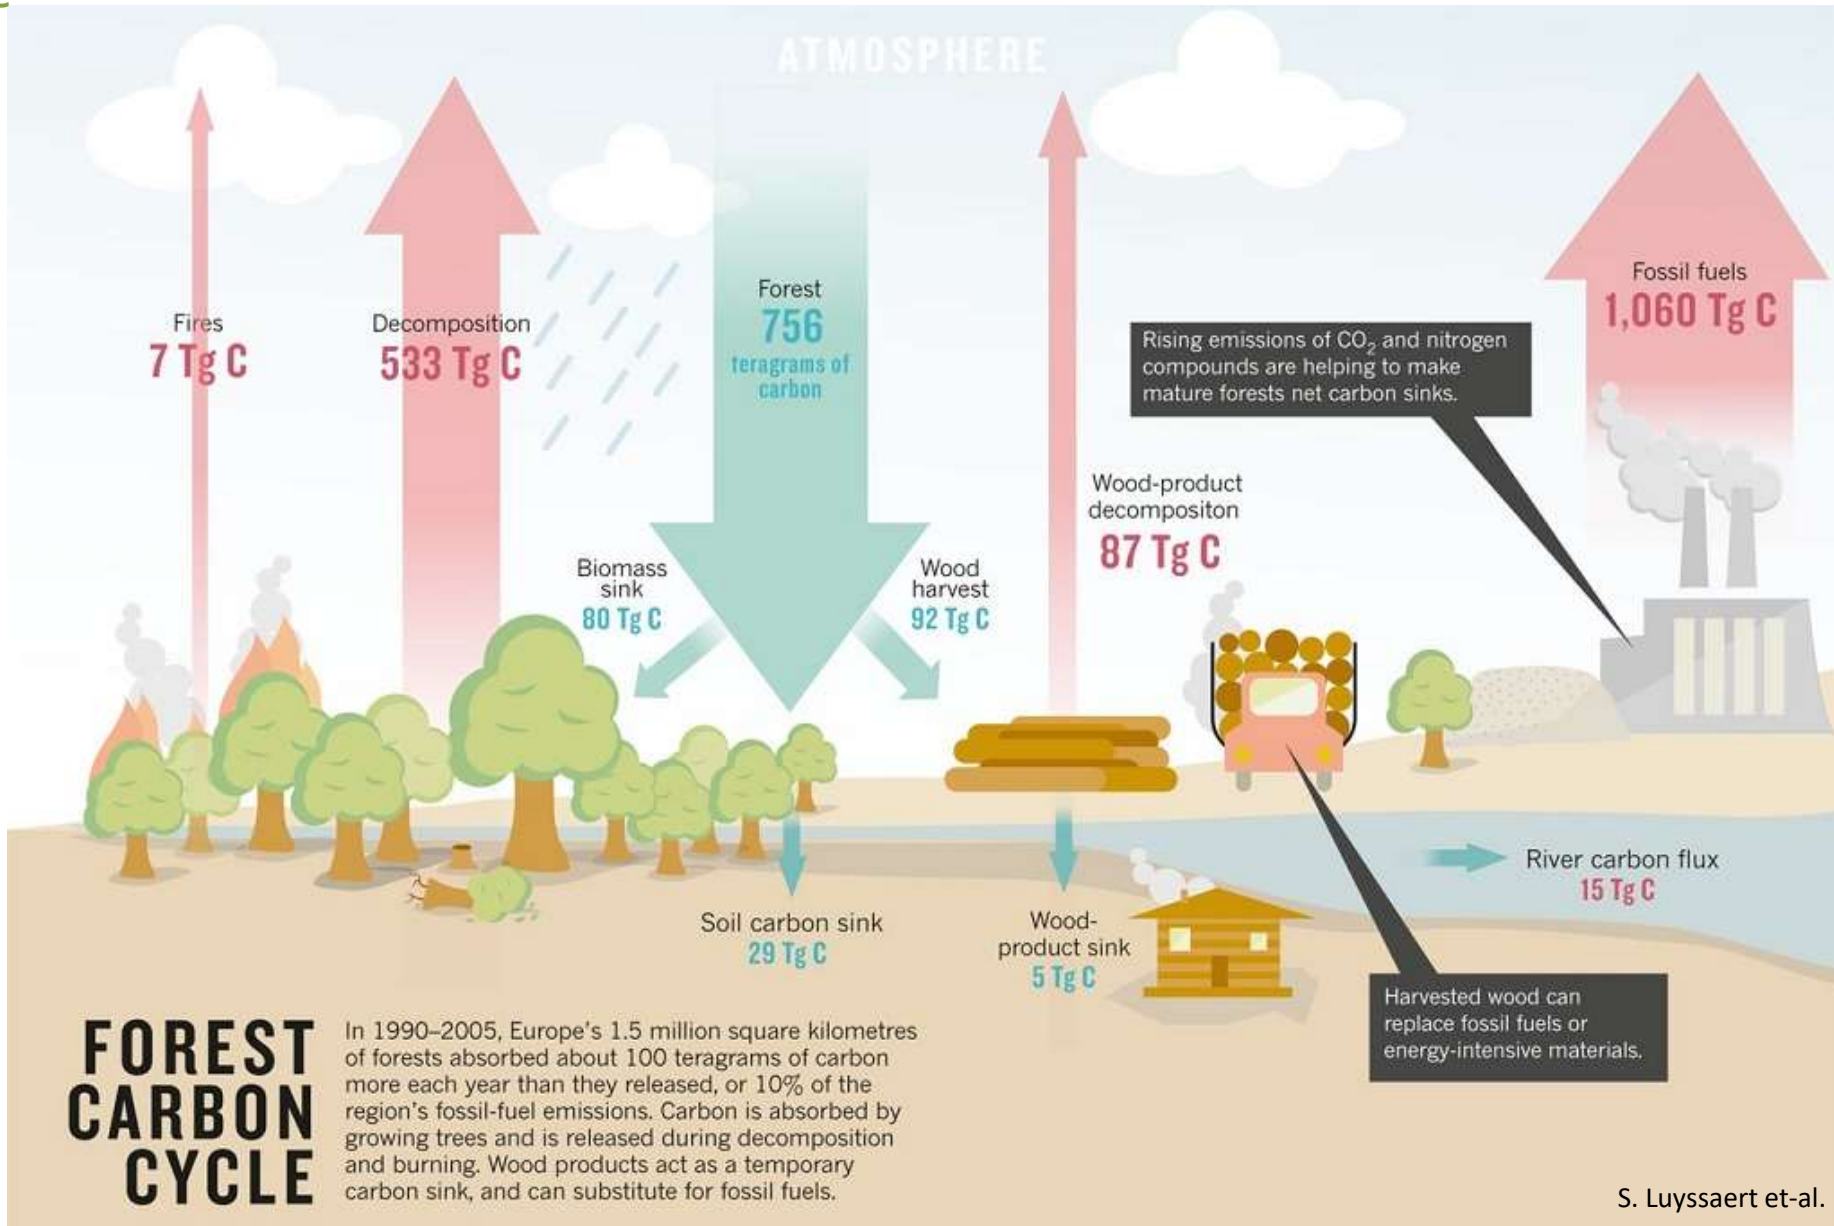 ATMOSPHERE
Fires
7 Tg C
Decomposition
533 Tg C
Forest
756
teragrams of
carbon
Biomass
sink
80 Tg C
Wood
harvest
92 Tg C
Wood-product
decompositon
87 Tg C
Rising emissions of CO₂ and nitrogen
compounds are helping to make
mature forests net carbon sinks.
Fossil fuels
1,060 Tg C
Soil carbon sink
29 Tg C
Wood-
product sink
5 Tg C
River carbon flux
15 Tg C
Harvested wood can
replace fossil fuels or
energy-intensive materials.
FOREST
CARBON
CYCLE
In 1990–2005, Europe's 1.5 million square kilometres
of forests absorbed about 100 teragrams of carbon
more each year than they released, or 10% of the
region's fossil-fuel emissions. Carbon is absorbed by
growing trees and is released during decomposition
and burning. Wood products act as a temporary
carbon sink, and can substitute for fossil fuels.
S. Luyssaert et-al.